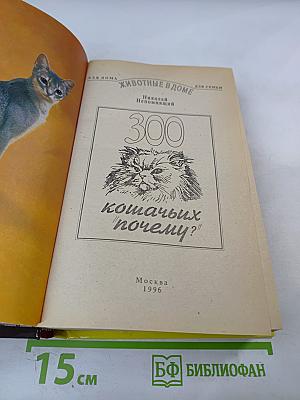 ДЛЯ ДОМА ЖИВОТНЫЕ В ДОМЕ ДЛЯ СЕМЬИ
Николай
Непомнящий
300
кошачьих
"почему?"
Москва
1996
15 см
БФ БИБЛИОФАН